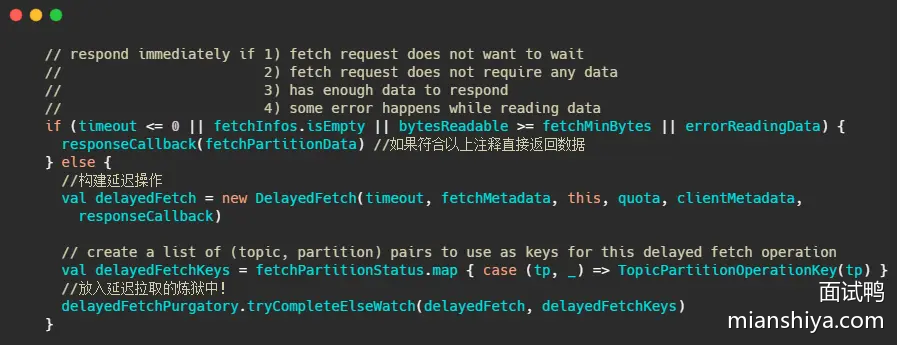 // respond immediately if 1) fetch request does not want to wait
//                        2) fetch request does not require any data
//                        3) has enough data to respond
//                        4) some error happens while reading data
if (timeout <= 0 || fetchInfos.isEmpty || bytesReadable >= fetchMinBytes || errorReadingData) {
  responseCallback(fetchPartitionData) //如果符合以上注释直接返回数据
} else {
  //构建延迟操作
  val delayedFetch = new DelayedFetch(timeout, fetchMetadata, this, quota, clientMetadata,
    responseCallback)
  // create a list of (topic, partition) pairs to use as keys for this delayed fetch operation
  val delayedFetchKeys = fetchPartitionStatus.map { case (tp, _) => TopicPartitionOperationKey(tp) }
  //放入延迟拉取的炼狱中!
  delayedFetchPurgatory.tryCompleteElseWatch(delayedFetch, delayedFetchKeys)
}
面试鸭
mianshiya.com